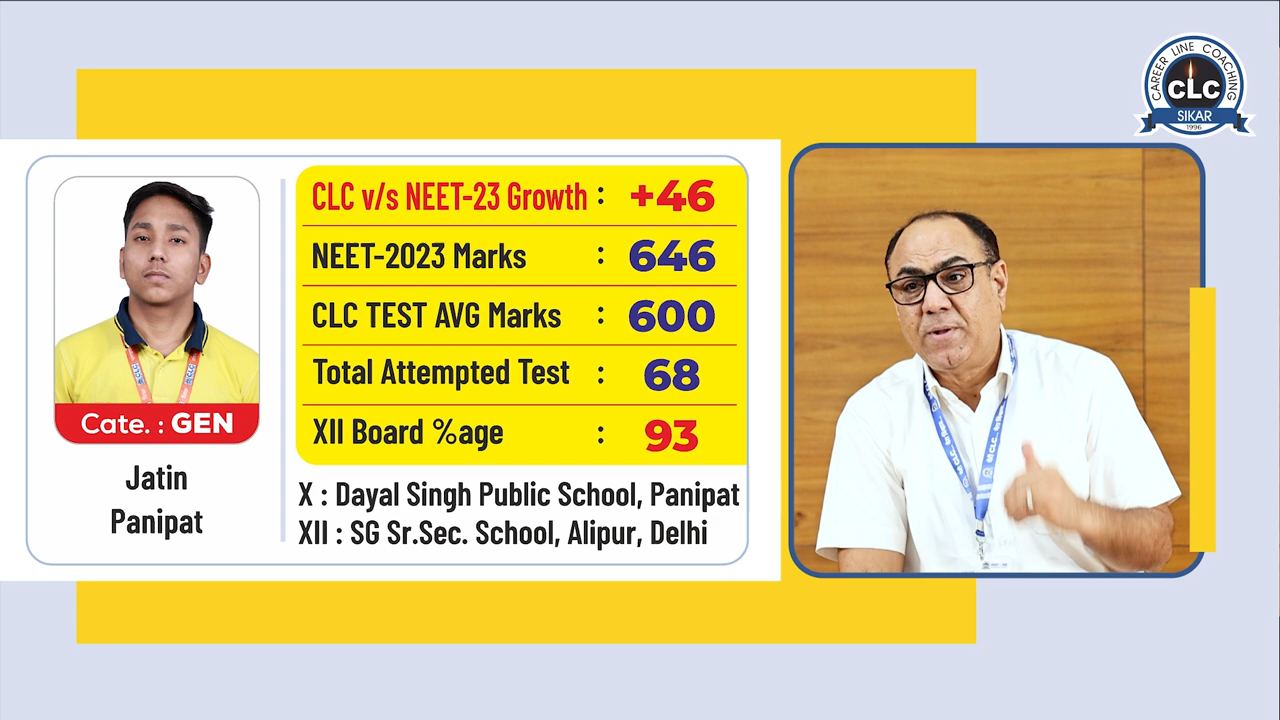 CAREER LINE COACHING
CLC
SIKAR
1996
CLC v/s NEET-23 Growth : +46
NEET-2023 Marks : 646
CLC TEST AVG Marks : 600
Total Attempted Test : 68
XII Board %age : 93
Cate. : GEN
Jatin
Panipat
X : Dayal Singh Public School, Panipat
XII : SG Sr.Sec. School, Alipur, Delhi
CLC
CLC